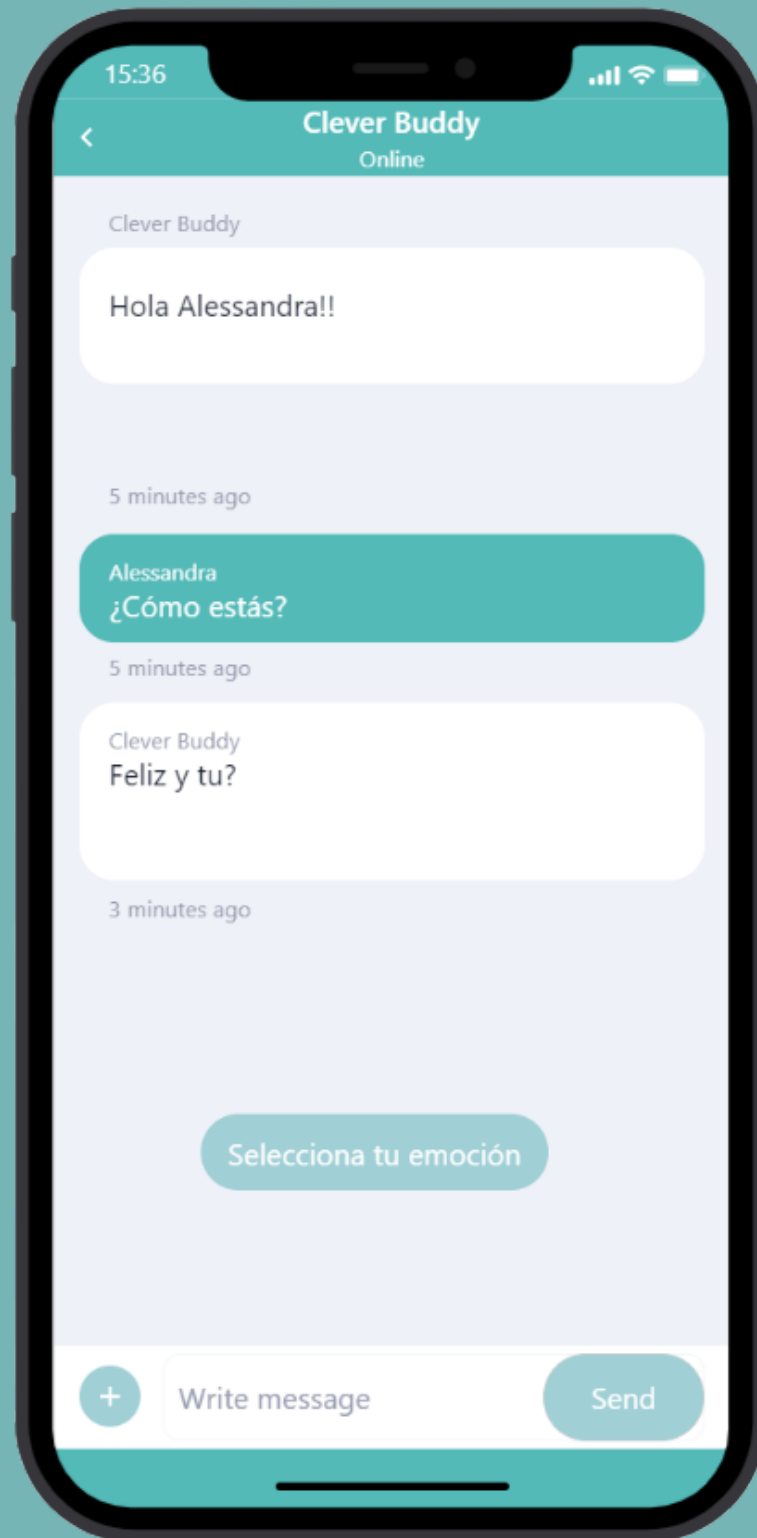 15:36
Clever Buddy
Online
Clever Buddy
Hola Alessandra!!
5 minutes ago
Alessandra
¿Cómo estás?
5 minutes ago
Clever Buddy
Feliz y tu?
3 minutes ago
Selecciona tu emoción
Write message
Send